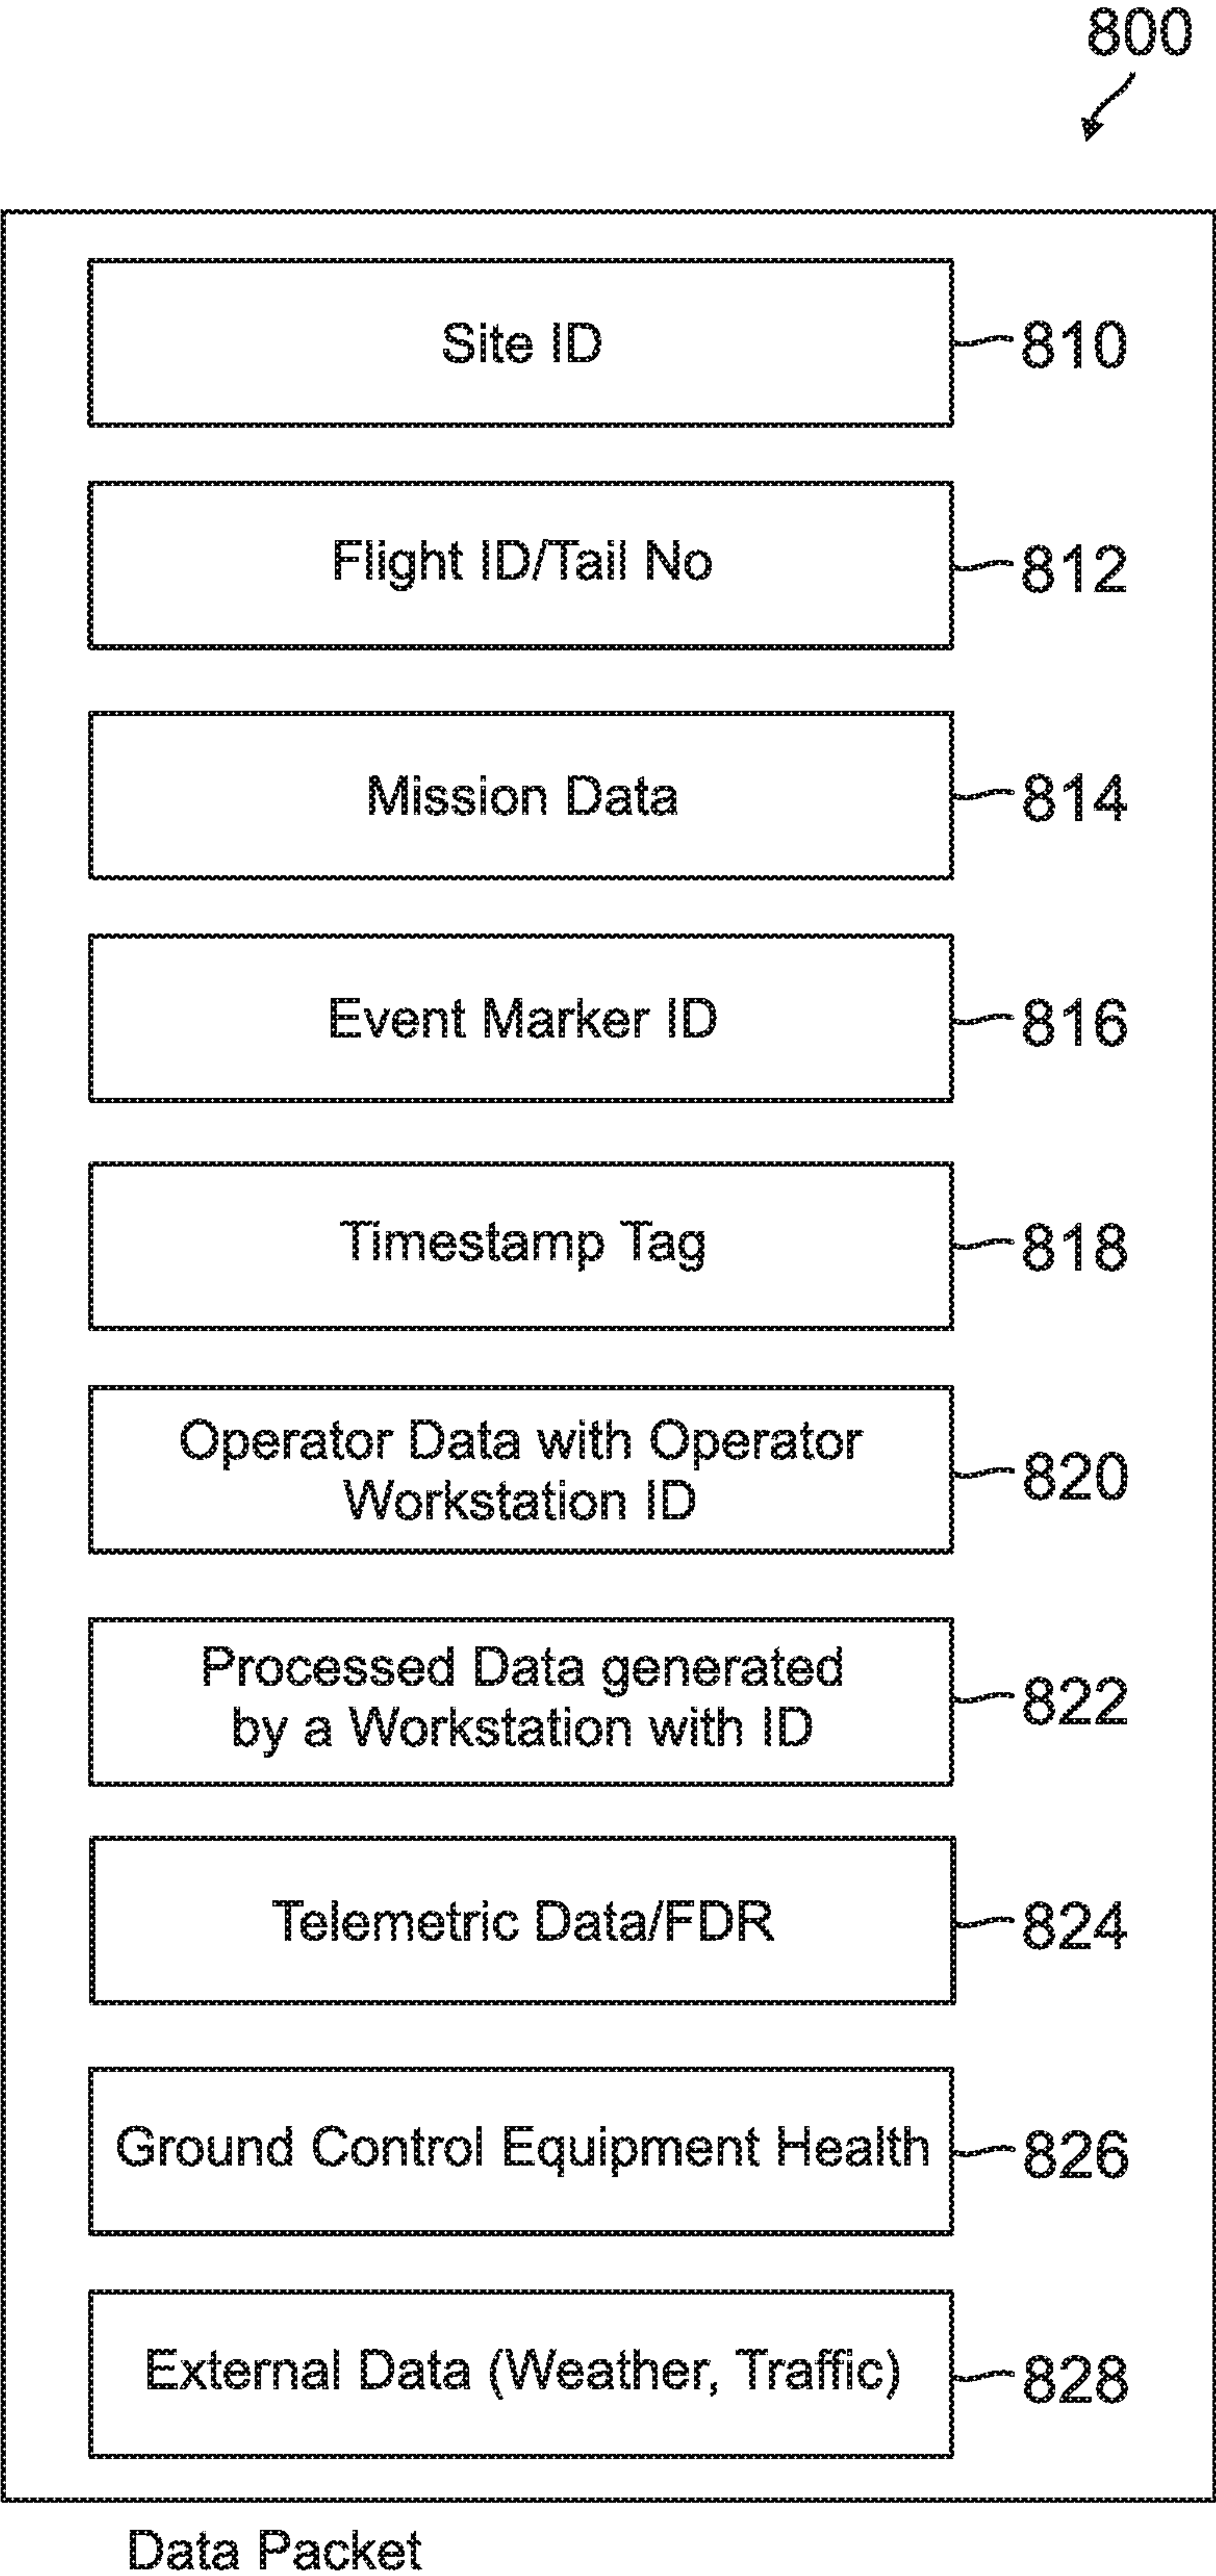 800
Site ID
810
Flight ID/Tail No
812
Mission Data
814
Event Marker ID
816
Timestamp Tag
818
Operator Data with Operator
Workstation ID
820
Processed Data generated
by a Workstation with ID
822
Telemetric Data/FDR
824
Ground Control Equipment Health
826
External Data (Weather, Traffic)
828
Data Packet